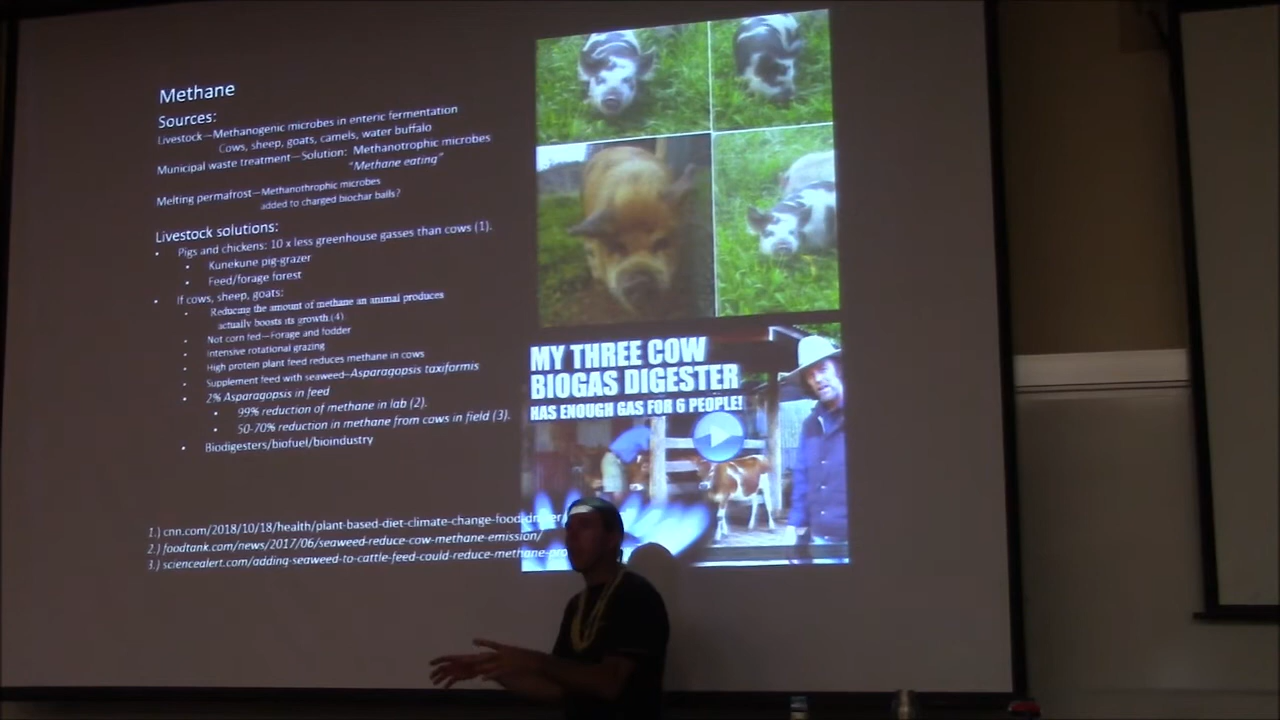 Methane
Sources:
Livestock—Methanogenic microbes in enteric fermentation
Cows, sheep, goats, camels, water buffalo
Municipal waste treatment—Solution: Methanotrophic microbes
"Methane eating"
Melting permafrost—Methanothrophic microbes
added to charged biochar balls?
Livestock solutions:
• Pigs and chickens: 10 x less greenhouse gasses than cows (1).
• Kunekune pig-grazer
• Feed/forage forest
• If cows, sheep, goats:
• Reducing the amount of methane an animal produces
actually boosts its growth.(4)
• Not corn fed—Forage and fodder
• Intensive rotational grazing
• High protein plant feed reduces methane in cows
• Supplement feed with seaweed—Asparagopsis taxiformis
• 2% Asparagopsis in feed
• 99% reduction of methane in lab (2).
• 50-70% reduction in methane from cows in field (3).
• Biodigesters/biofuel/bioindustry
MY THREE COW
BIOGAS DIGESTER
HAS ENOUGH GAS FOR 6 PEOPLE!
1.) cnn.com/2018/10/18/health/plant-based-diet-climate-change-food-
2.) foodtank.com/news/2017/06/seaweed-reduce-cow-methane-emission/
3.) sciencealert.com/adding-seaweed-to-cattle-feed-could-reduce-methane-pro